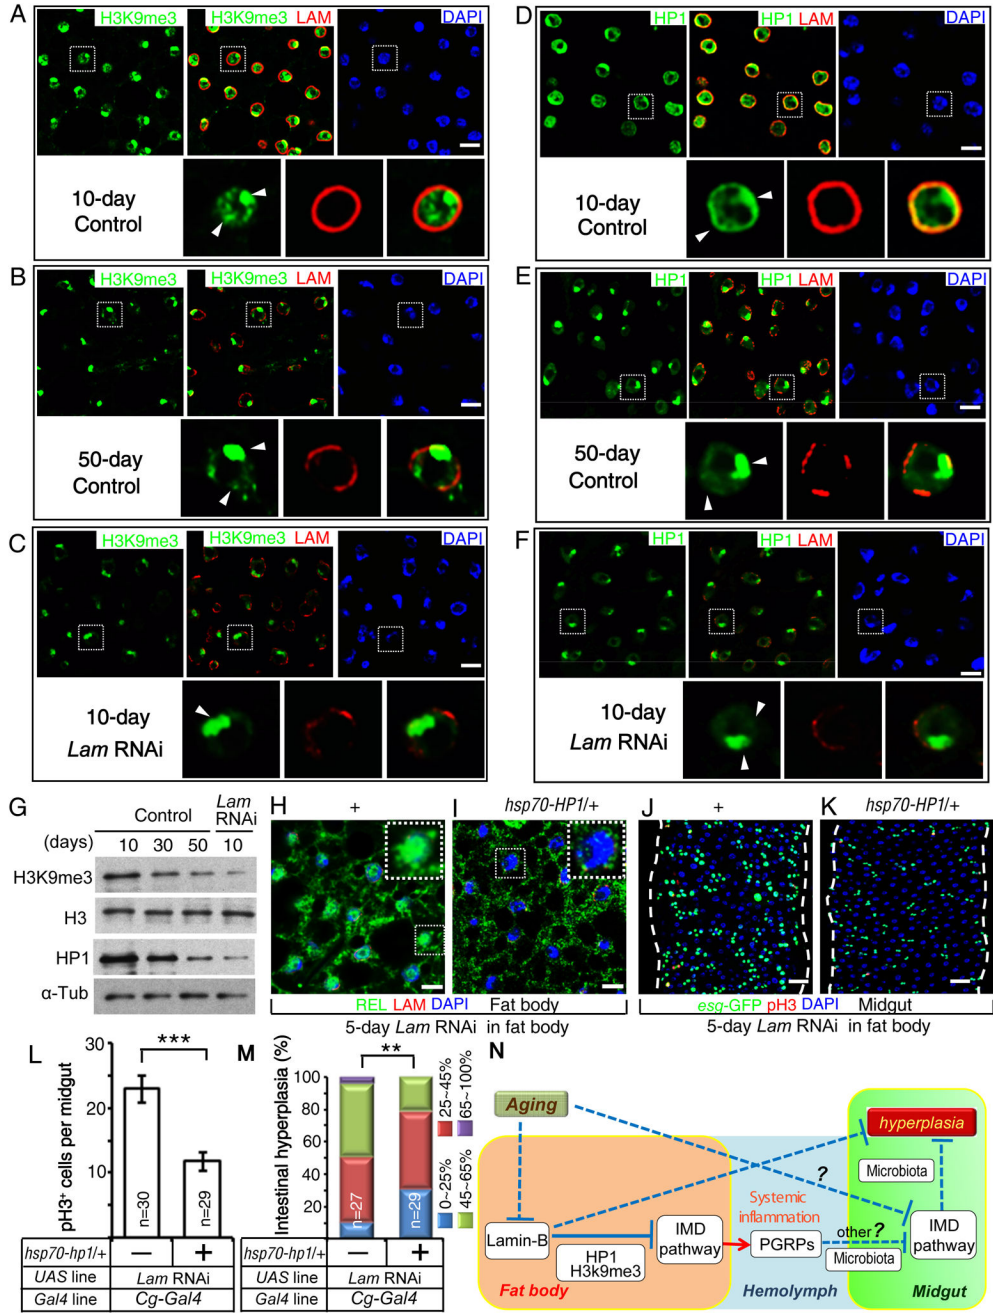 A
H3K9me3
H3K9me3 LAM
DAPI
10-day
Control
B
H3K9me3
H3K9me3 LAM
DAPI
50-day
Control
C
H3K9me3
H3K9me3 LAM
DAPI
10-day
Lam RNAi
D
HP1
HP1 LAM
DAPI
10-day
Control
E
HP1
HP1 LAM
DAPI
50-day
Control
F
HP1
HP1 LAM
DAPI
10-day
Lam RNAi
G
Control
Lam
RNAi
(days) 10 30 50 10
H3K9me3
H3
HP1
α-Tub
H
+
I
hsp70-HP1/+
REL LAM DAPI Fat body
5-day Lam RNAi in fat body
J
+
K
hsp70-HP1/+
esg-GFP pH3 DAPI Midgut
5-day Lam RNAi in fat body
L
pH3+ cells per midgut
30
20
10
0
***
n=30
n=29
hsp70-hp1/+ — +
UAS line Lam RNAi
Gal4 line Cg-Gal4
M
Intestinal hyperplasia (%)
100
80
60
40
20
**
n=27
n=29
25~45%
65~100%
0~25%
45~65%
hsp70-hp1/+ — +
UAS line Lam RNAi
Gal4 line Cg-Gal4
N
Aging
hyperplasia
Microbiota
?
Systemic
inflammation
Lamin-B
HP1
H3k9me3
IMD
pathway
PGRPs
other ?
Microbiota
IMD
pathway
Fat body
Hemolymph
Midgut